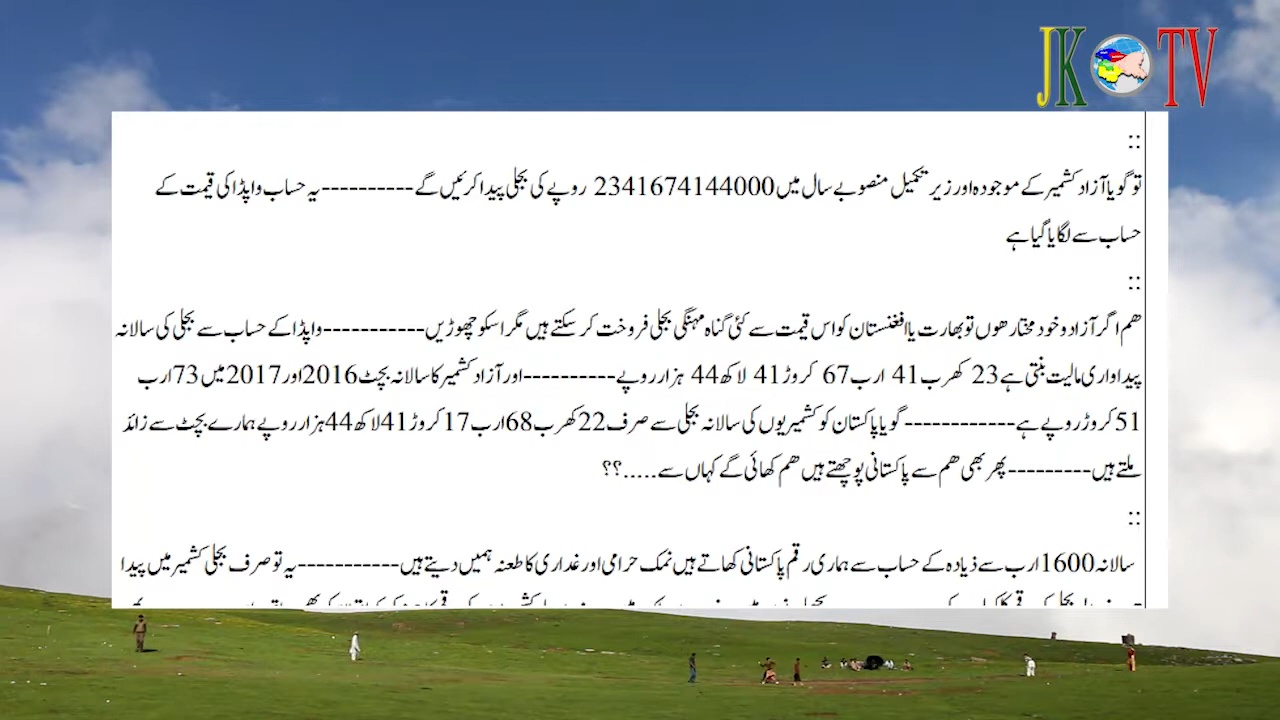 JK TV
::
تو گویا آزاد کشمیر کے موجودہ اور زیر تکمیل منصوبے سال میں 2341674144000 روپے کی بجلی پیدا کرئیں گے ----------یہ حساب واپڈا کی قیمت کے
حساب سے لگایا گیا ہے
::
ھم اگر آزاد و خود مختار ھوں تو بھارت یا افغنستان کو اس قیمت سے کئی گناہ مہنگی بجلی فروخت کر سکتے ہیں مگر اسکو چھوڑیں -----------واپڈا کے حساب سے بجلی کی سالانہ
پیداواری مالیت بنتی ہے 23 کھرب 41 ارب 67 کروڑ 41 لاکھ 44 ہزار روپے ----------اور آزاد کشمیر کا سالانہ بجٹ 2016 اور 2017 میں 73 ارب
51 کروڑ روپے ہے ------------گویا پاکستان کو کشمیریوں کی سالانہ بجلی سے صرف 22 کھرب 68 ارب 17 کروڑ 41 لاکھ 44 ہزار روپے ہمارے بجٹ سے زائد
ملتے ہیں ---------پھر بھی ھم سے پاکستانی پوچھتے ہیں ھم کھائی گے کہاں سے.....؟؟
::
سالانہ 1600 ارب سے ذیادہ کے حساب سے ہماری رقم پاکستانی کھاتے ہیں نمک حرامی اور غداری کا طعنہ ہمیں دیتے ہیں -----------یہ تو صرف بجلی کشمیر میں پیدا